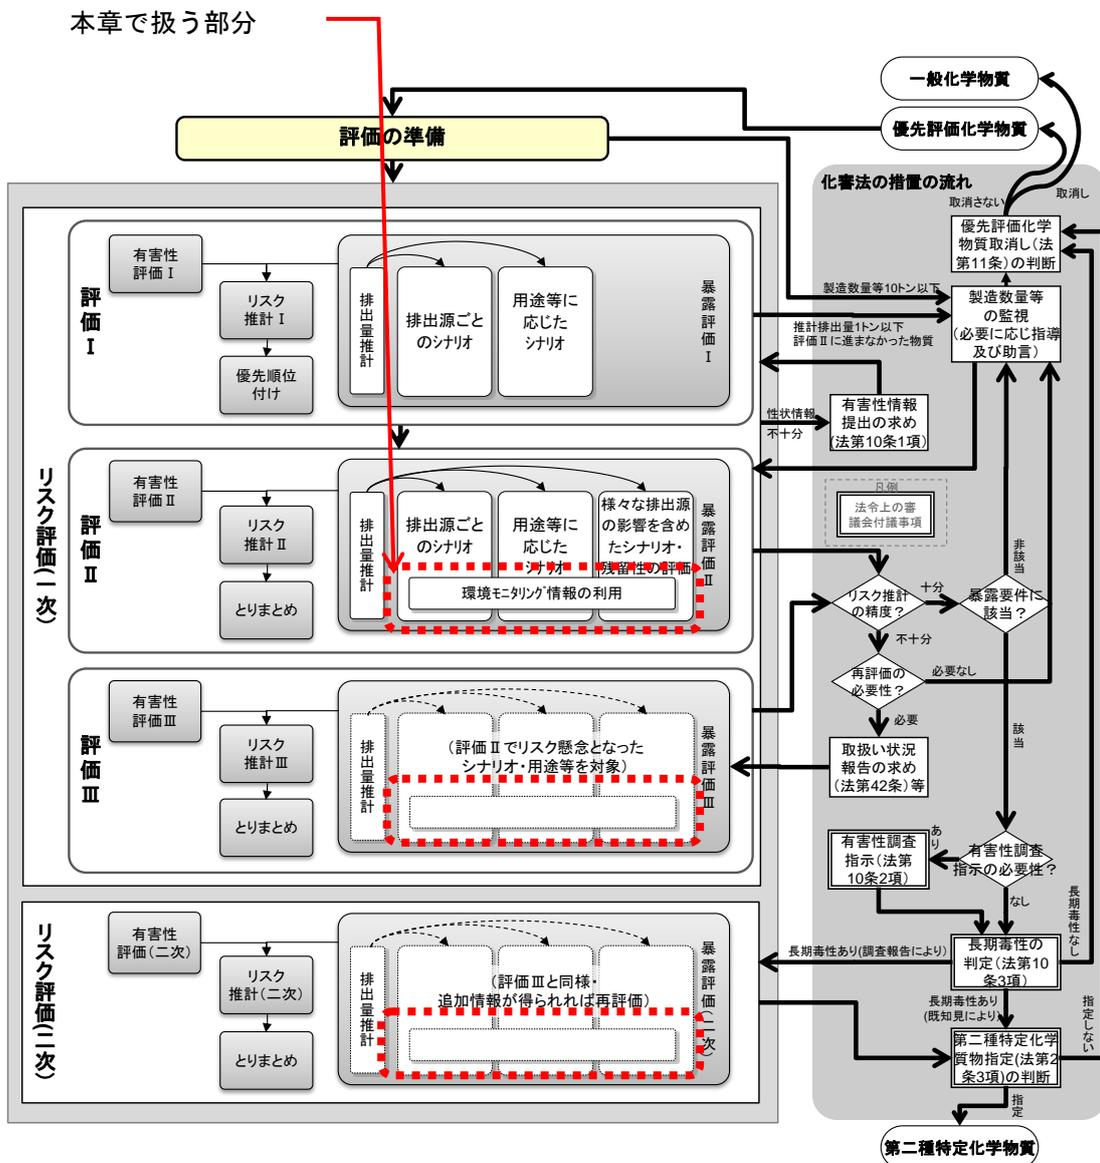 本章で扱う部分
一般化学物質
優先評価化学物質
評価の準備
化審法の措置の流れ
取消さない
取消し
優先評価化学
物質取消し(法
第11条)の判断
製造数量等10トン以下
製造数量等
の監視
(必要に応じ指導
及び助言)
推計排出量1トン以下
評価Ⅱに進まなかった物質
リスク評価(一次)
評価Ⅰ
有害性
評価Ⅰ
リスク
推計Ⅰ
優先順位
付け
排出量推計
排出源ごと
のシナリオ
用途等に
応じた
シナリオ
暴露評価Ⅰ
性状情報
不十分
有害性情報
提出の求め
(法第10条1項)
凡例
法令上の審
議会付議事項
評価Ⅱ
有害性
評価Ⅱ
リスク
推計Ⅱ
とりまとめ
排出量推計
排出源ごと
のシナリオ
用途等に
応じた
シナリオ
様々な排出源
の影響を含め
たシナリオ・
残留性の評価
環境モニタリング情報の利用
暴露評価Ⅱ
リスク推計
の精度?
十分
暴露要件に
該当?
非該当
不十分
再評価の
必要性?
必要なし
必要
該当
取扱い状況
報告の求め
(法第42条)等
評価Ⅲ
有害性
評価Ⅲ
リスク
推計Ⅲ
とりまとめ
排出量推計
(評価Ⅱでリスク懸念となった
シナリオ・用途等を対象)
暴露評価Ⅲ
有害性調査
指示(法第
10条2項)
あり
有害性調査
指示の必要性?
なし
長期毒性なし
リスク評価(二次)
有害性
評価(二次)
リスク
推計(二次)
とりまとめ
排出量推計
(評価Ⅲと同様・
追加情報が得られれば再評価)
暴露評価(二次)
長期毒性あり(調査報告により)
長期毒性の
判定(法第10
条3項)
長期毒性あり
(既知見により)
指定しない
第二種特定化学
質物指定(法第2
条3項)の判断
指定
第二種特定化学物質